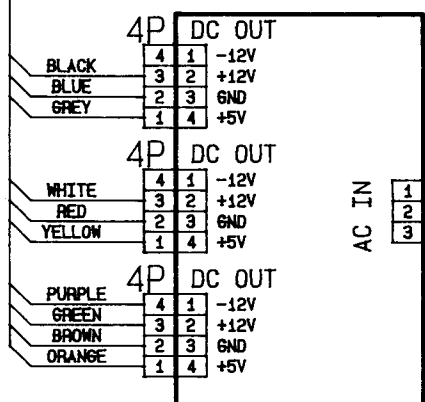 4P DC OUT
4 1 -12V
BLACK 3 2 +12V
BLUE 2 3 GND
GREY 1 4 +5V
4P DC OUT
4 1 -12V
WHITE 3 2 +12V
RED 2 3 GND
YELLOW 1 4 +5V
AC IN
1
2
3
4P DC OUT
PURPLE 4 1 -12V
GREEN 3 2 +12V
BROWN 2 3 GND
ORANGE 1 4 +5V